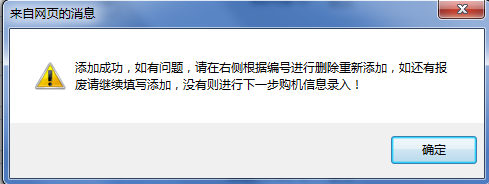 来自网页的消息
添加成功，如有问题，请在右侧根据编号进行删除重新添加，如还有报
废请继续填写添加，没有则进行下一步购机信息录入！
确定